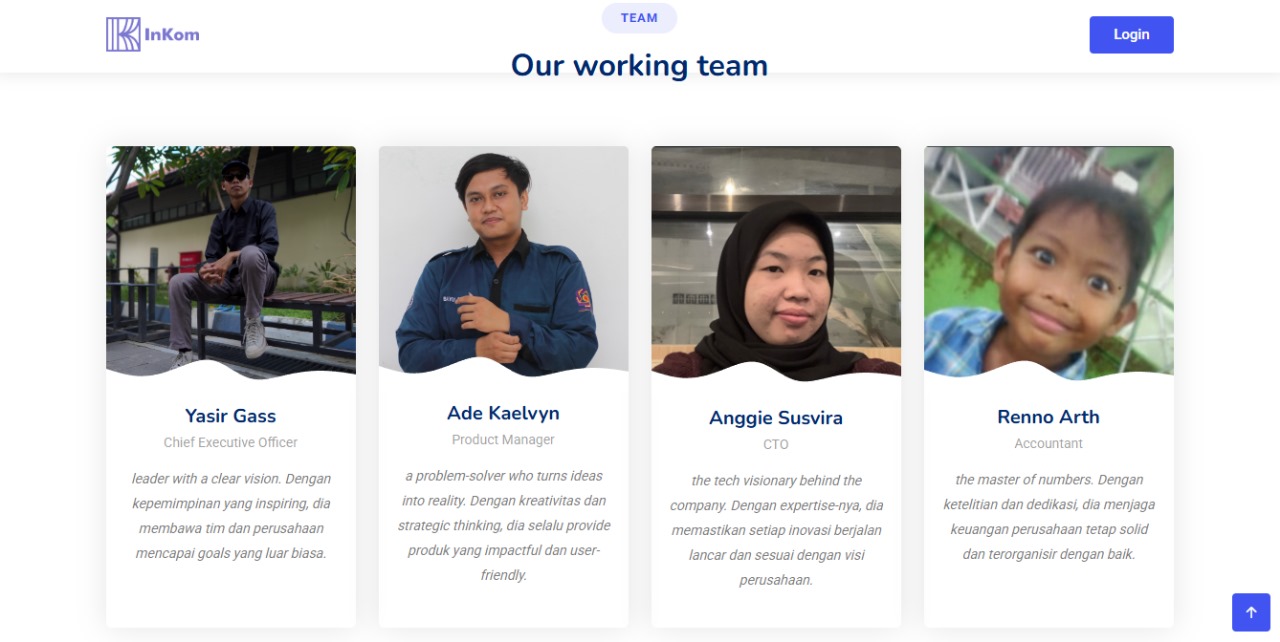 InKom
TEAM
Login
Our working team
Yasir Gass
Chief Executive Officer
leader with a clear vision. Dengan
kepemimpinan yang inspiring, dia
membawa tim dan perusahaan
mencapai goals yang luar biasa.
Ade Kaelvyn
Product Manager
a problem-solver who turns ideas
into reality. Dengan kreativitas dan
strategic thinking, dia selalu provide
produk yang impactful dan user-
friendly.
Anggie Susvira
CTO
the tech visionary behind the
company. Dengan expertise-nya, dia
memastikan setiap inovasi berjalan
lancar dan sesuai dengan visi
perusahaan.
Renno Arth
Accountant
the master of numbers. Dengan
ketelitian dan dedikasi, dia menjaga
keuangan perusahaan tetap solid
dan terorganisir dengan baik.